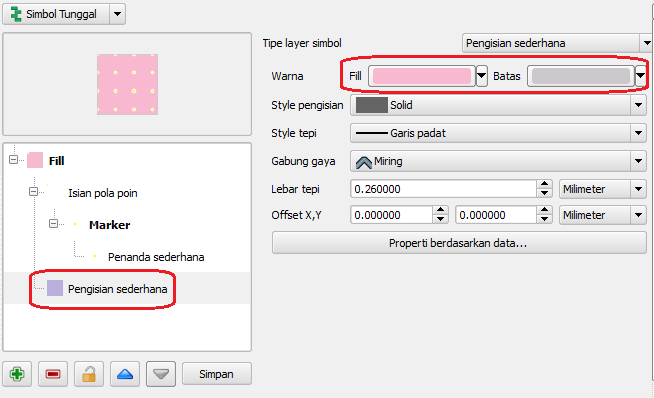 Simbol Tunggal
Tipe layer simbol Pengisian sederhana
Warna Fill Batas
Style pengisian Solid
Style tepi Garis padat
Gabung gaya Miring
Lebar tepi 0.260000 Milimeter
Offset X,Y 0.000000 0.000000 Milimeter
Properti berdasarkan data...
Fill
Isian pola poin
Marker
Penanda sederhana
Pengisian sederhana
Simpan